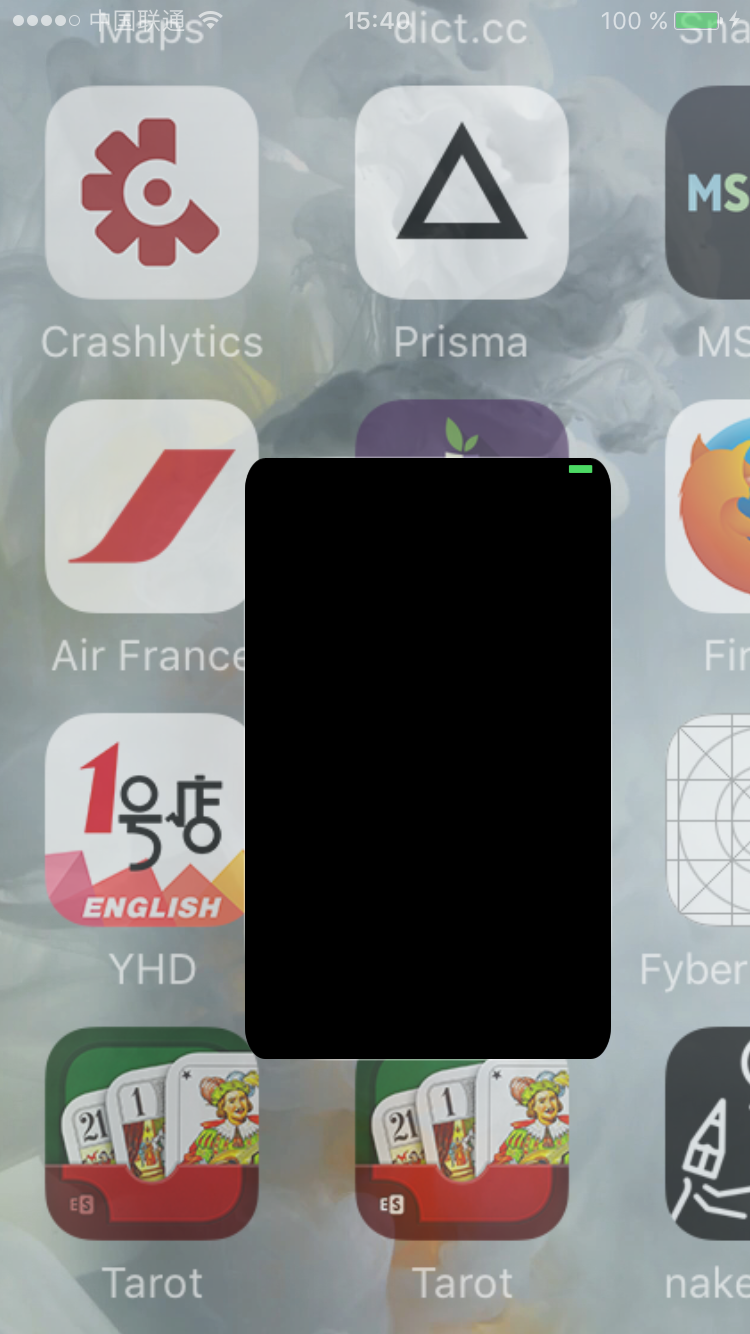 中国联通 15:40 100 %
Maps dict.cc Sna
MS
Crashlytics Prisma MS
Air France Fir
1号店
ENGLISH
YHD Fyber
21 1 21 1
ES ES
Tarot Tarot nake